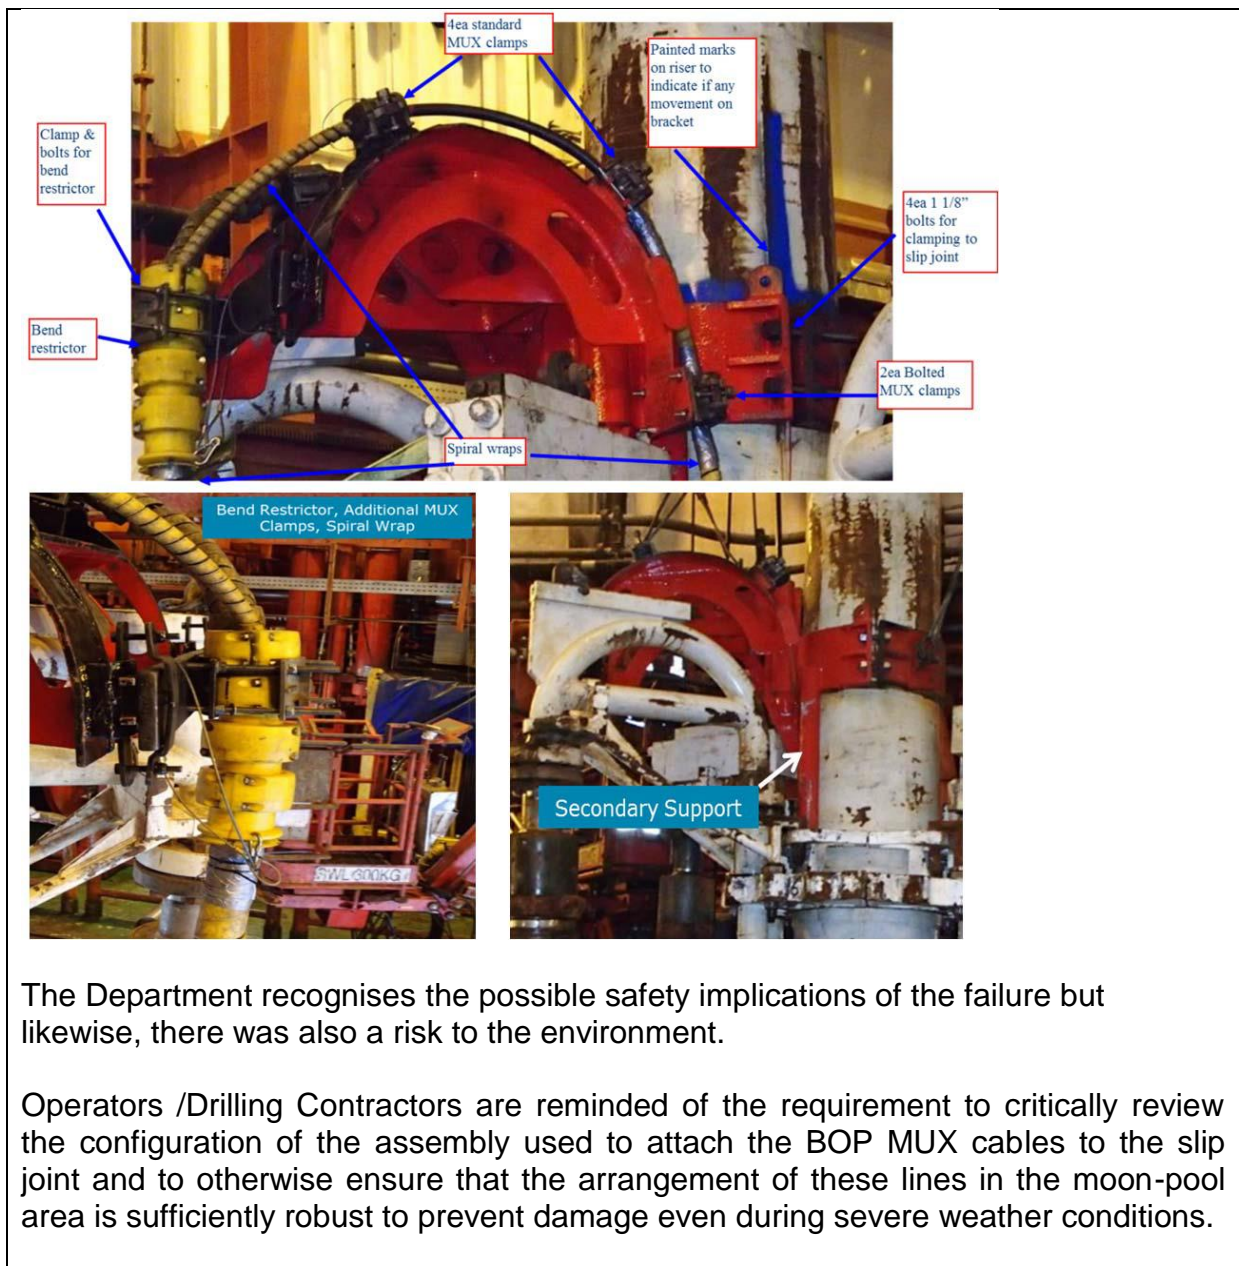 4ea standard
MUX clamps
Painted marks
on riser to
indicate if any
movement on
bracket
Clamp &
bolts for
bend
restrictor
4ea 1 1/8”
bolts for
clamping to
slip joint
Bend
restrictor
2ea Bolted
MUX clamps
Spiral wraps
Bend Restrictor, Additional MUX
Clamps, Spiral Wrap
SWL 300KG
Secondary Support
The Department recognises the possible safety implications of the failure but
likewise, there was also a risk to the environment.
Operators /Drilling Contractors are reminded of the requirement to critically review
the configuration of the assembly used to attach the BOP MUX cables to the slip
joint and to otherwise ensure that the arrangement of these lines in the moon-pool
area is sufficiently robust to prevent damage even during severe weather conditions.